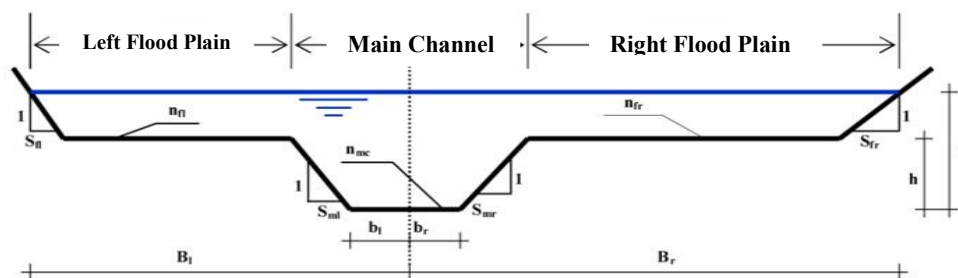 Left Flood Plain Main Channel Right Flood Plain
n_fl n_fr
1 1
S_fl S_fr
n_mc
1 1 h
S_ml S_mr
b_l b_r
B_l B_r